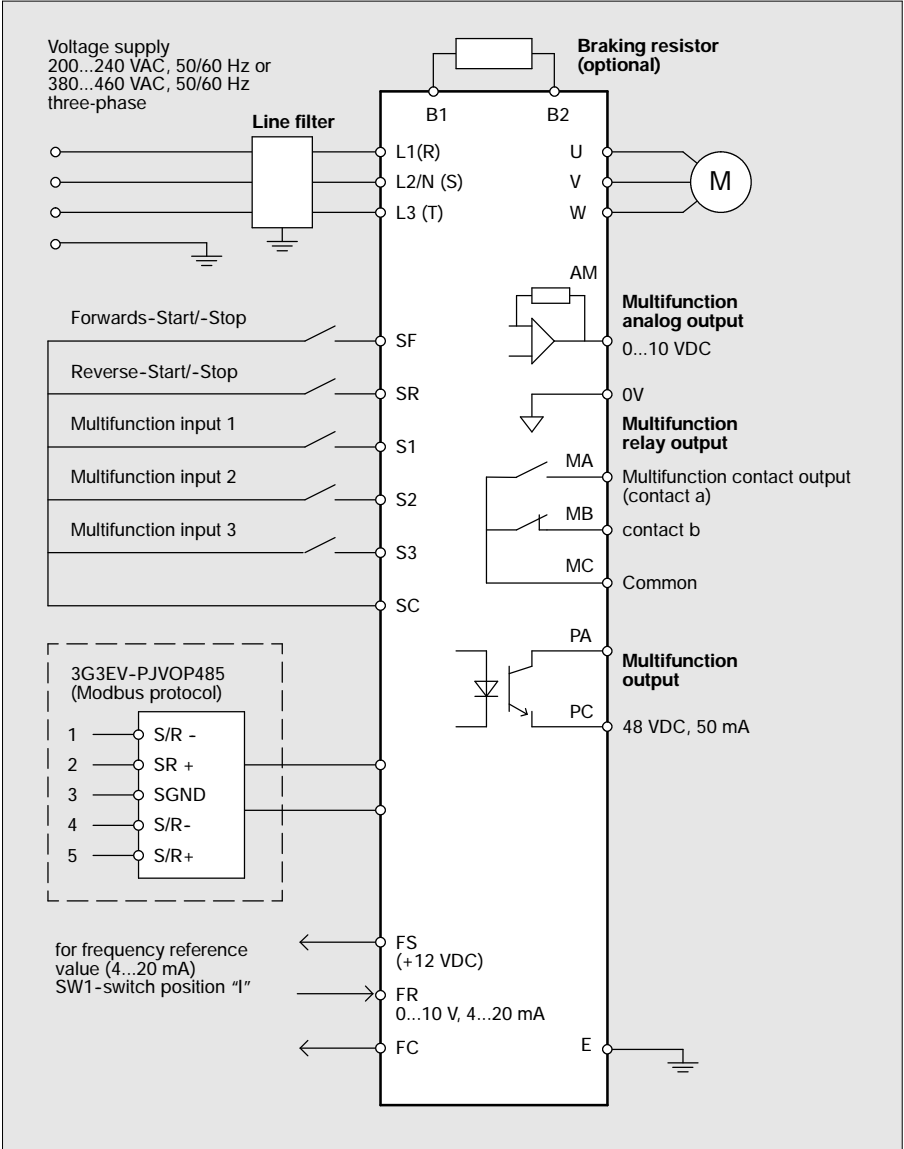 Voltage supply
200...240 VAC, 50/60 Hz or
380...460 VAC, 50/60 Hz
three-phase
Braking resistor
(optional)
Line filter
B1
B2
L1(R)
L2/N (S)
L3 (T)
U
V
W
M
AM
Multifunction
analog output
0...10 VDC
0V
Forwards-Start/-Stop
SF
Reverse-Start/-Stop
SR
Multifunction input 1
S1
Multifunction input 2
S2
Multifunction input 3
S3
SC
Multifunction
relay output
MA
Multifunction contact output
(contact a)
MB
contact b
MC
Common
PA
Multifunction
output
PC
48 VDC, 50 mA
3G3EV-PJVOP485
(Modbus protocol)
1 S/R -
2 SR +
3 SGND
4 S/R-
5 S/R+
for frequency reference
value (4...20 mA)
SW1-switch position "I"
FS
(+12 VDC)
FR
0...10 V, 4...20 mA
FC
E